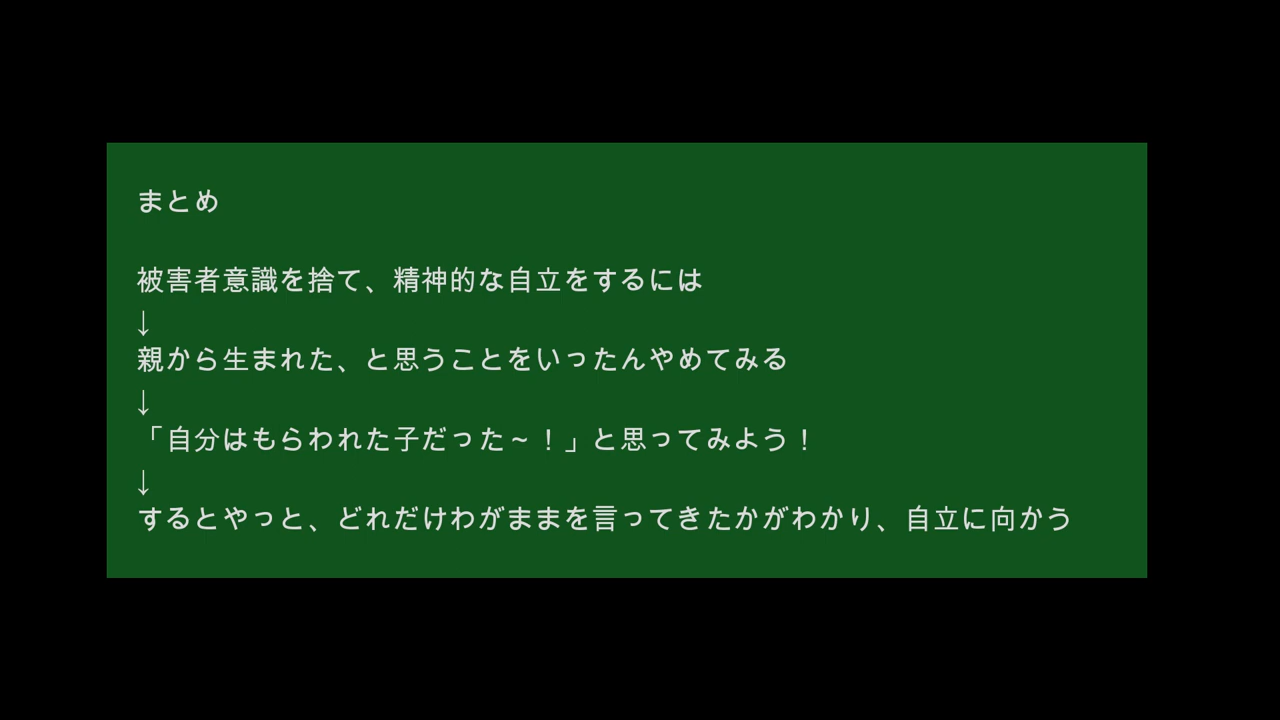 まとめ
被害者意識を捨て、精神的な自立をするには
↓
親から生まれた、と思うことをいったんやめてみる
↓
「自分はもらわれた子だった～！」と思ってみよう！
↓
するとやっと、どれだけわがままを言ってきたかがわかり、自立に向かう